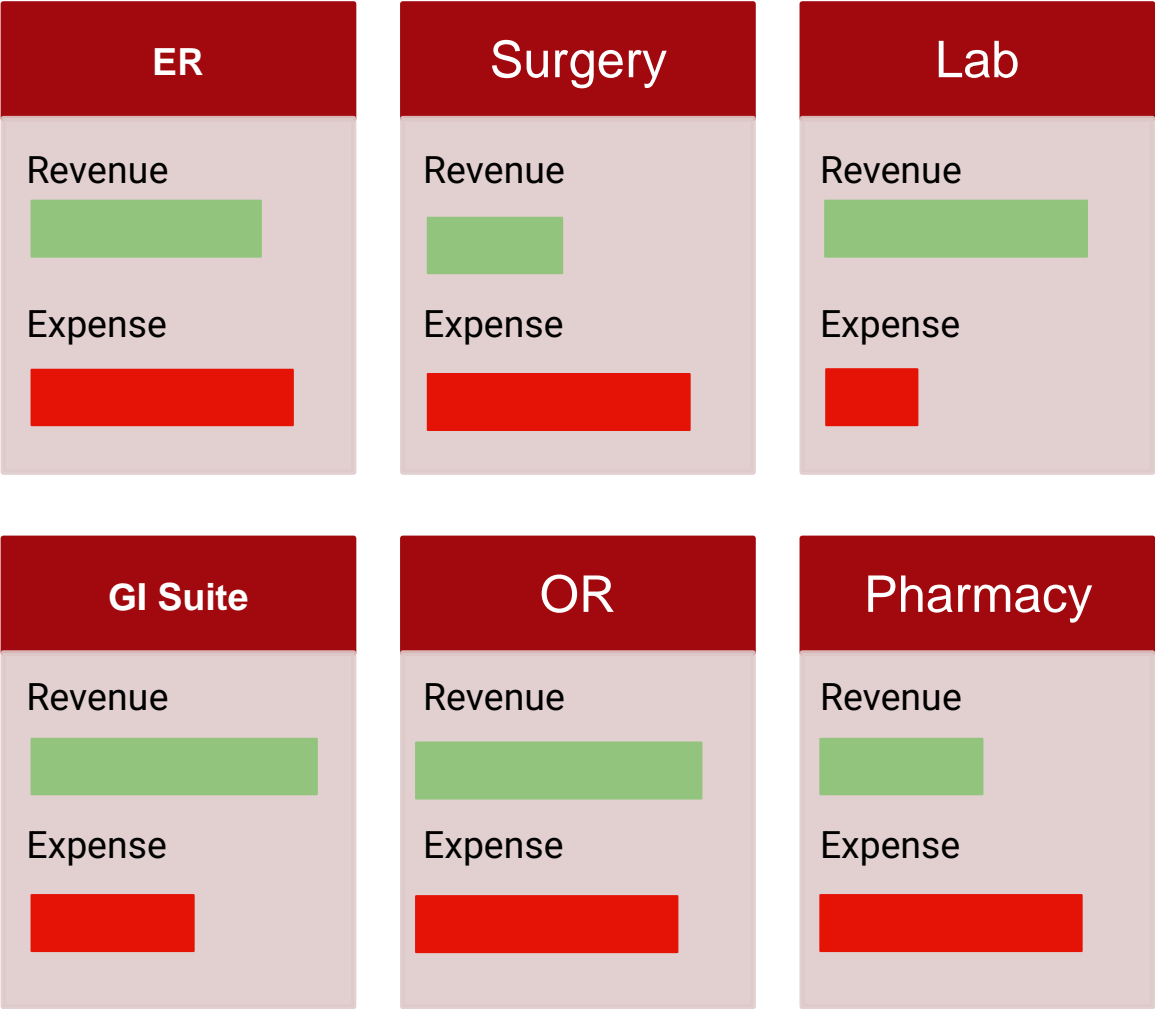 ER
Surgery
Lab
Revenue
Revenue
Revenue
Expense
Expense
Expense
GI Suite
OR
Pharmacy
Revenue
Revenue
Revenue
Expense
Expense
Expense